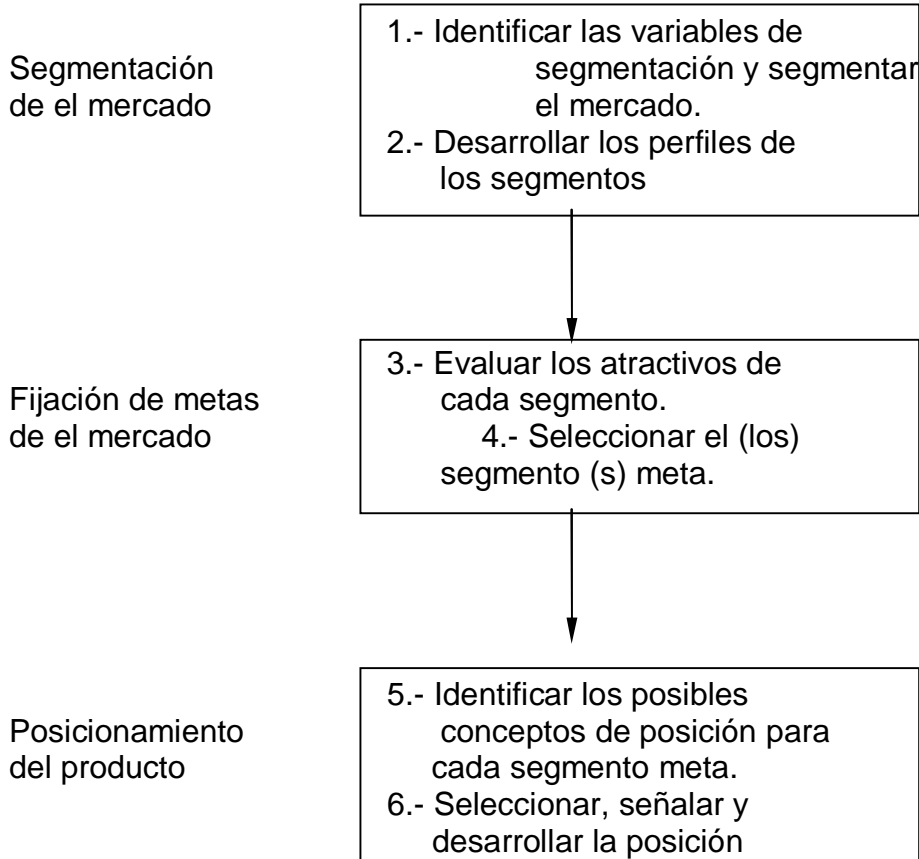 Segmentación
de el mercado
1.- Identificar las variables de
segmentación y segmentar
el mercado.
2.- Desarrollar los perfiles de
los segmentos
Fijación de metas
de el mercado
3.- Evaluar los atractivos de
cada segmento.
4.- Seleccionar el (los)
segmento (s) meta.
Posicionamiento
del producto
5.- Identificar los posibles
conceptos de posición para
cada segmento meta.
6.- Seleccionar, señalar y
desarrollar la posición